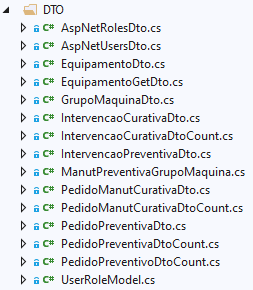 DTO
C# AspNetRolesDto.cs
C# AspNetUsersDto.cs
C# EquipamentoDto.cs
C# EquipamentoGetDto.cs
C# GrupoMaquinaDto.cs
C# IntervencaoCurativaDto.cs
C# IntervencaoCurativaDtoCount.cs
C# IntervencaoPreventivaDto.cs
C# ManutPreventivaGrupoMaquina.cs
C# PedidoManutCurativaDto.cs
C# PedidoManutCurativaDtoCount.cs
C# PedidoPreventivaDto.cs
C# PedidoPreventivaDtoCount.cs
C# PedidoPreventivoDtoCount.cs
C# UserRoleModel.cs